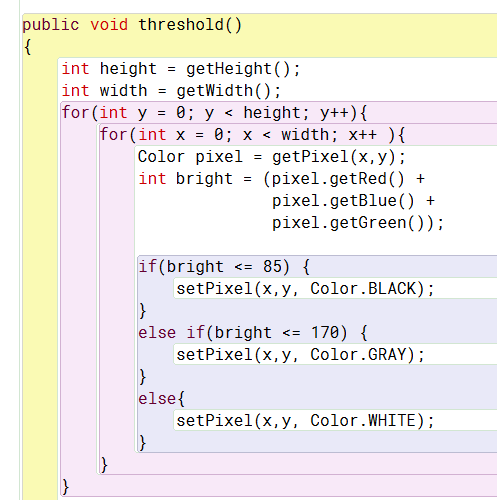 public void threshold()
{
int height = getHeight();
int width = getWidth();
for(int y = 0; y < height; y++){
for(int x = 0; x < width; x++ ){
Color pixel = getPixel(x,y);
int bright = (pixel.getRed() +
pixel.getBlue() +
pixel.getGreen());
if(bright <= 85) {
setPixel(x,y, Color.BLACK);
}
else if(bright <= 170) {
setPixel(x,y, Color.GRAY);
}
else{
setPixel(x,y, Color.WHITE);
}
}
}